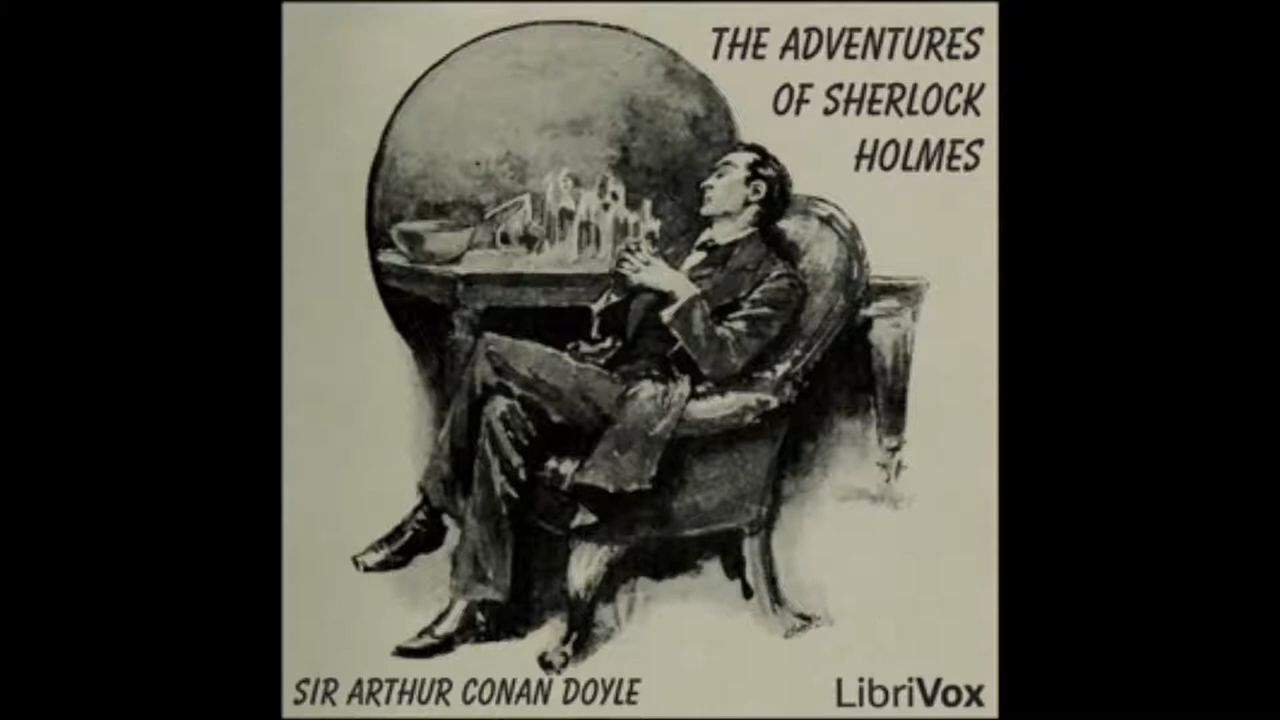 THE ADVENTURES
OF SHERLOCK
HOLMES
SIR ARTHUR CONAN DOYLE
LibriVox